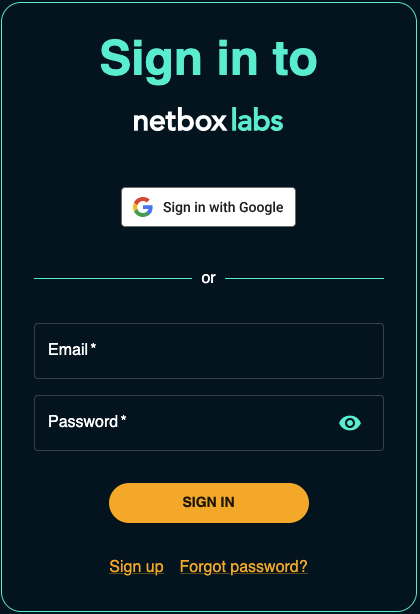 Sign in to
netbox labs
Sign in with Google
or
Email *
Password *
SIGN IN
Sign up Forgot password?